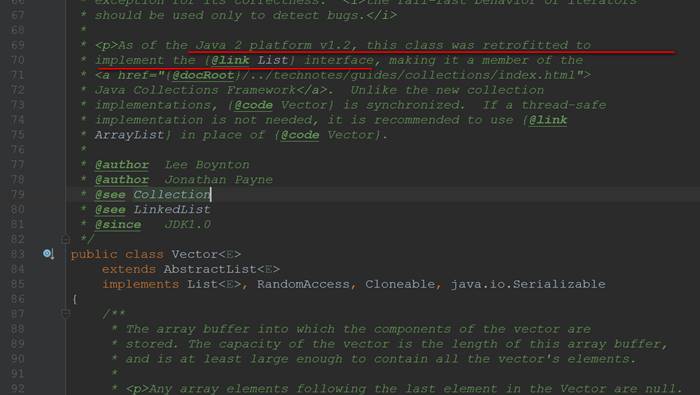 66 * exception for its correctness. <i>the fail-fast behavior of iterators
67 * should be used only to detect bugs.</i>
68 *
69 * <p>As of the Java 2 platform v1.2, this class was retrofitted to
70 * implement the {@link List} interface, making it a member of the
71 * <a href="{@docRoot}/../technotes/guides/collections/index.html">
72 * Java Collections Framework</a>.  Unlike the new collection
73 * implementations, {@code Vector} is synchronized.  If a thread-safe
74 * implementation is not needed, it is recommended to use {@link
75 * ArrayList} in place of {@code Vector}.
76 *
77 * @author  Lee Boynton
78 * @author  Jonathan Payne
79 * @see Collection
80 * @see LinkedList
81 * @since   JDK1.0
82 */
83 public class Vector<E>
84 extends AbstractList<E>
85 implements List<E>, RandomAccess, Cloneable, java.io.Serializable
86 {
87 /**
88 * The array buffer into which the components of the vector are
89 * stored. The capacity of the vector is the length of this array buffer,
90 * and is at least large enough to contain all the vector's elements.
91 *
92 * <p>Any array elements following the last element in the Vector are null.